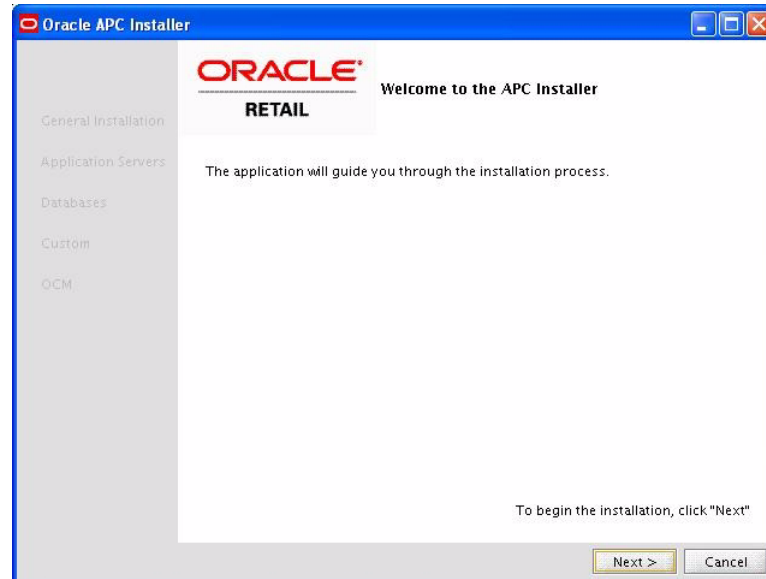 Oracle APC Installer
ORACLE
RETAIL
Welcome to the APC Installer
General Installation
Application Servers
Databases
Custom
OCM
The application will guide you through the installation process.
To begin the installation, click "Next"
Next >
Cancel